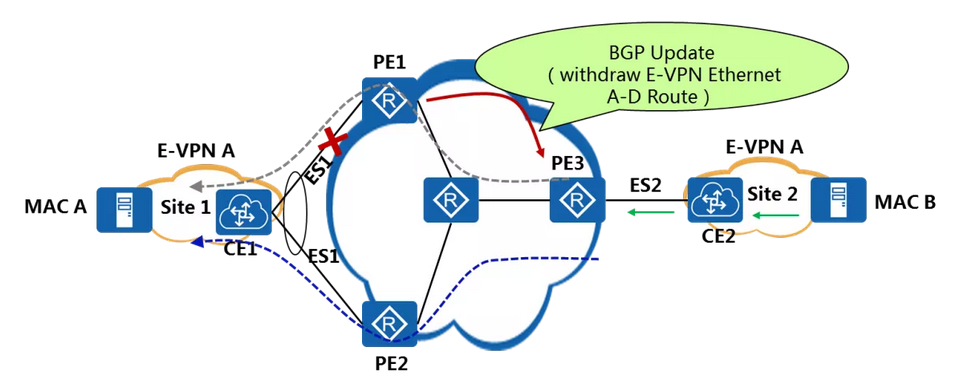 BGP Update
( withdraw E-VPN Ethernet
A-D Route )
PE1
R
E-VPN A
ES1
PE3
E-VPN A
MAC A
Site 1
CE1
R
R
ES2
Site 2
CE2
MAC B
ES1
R
PE2